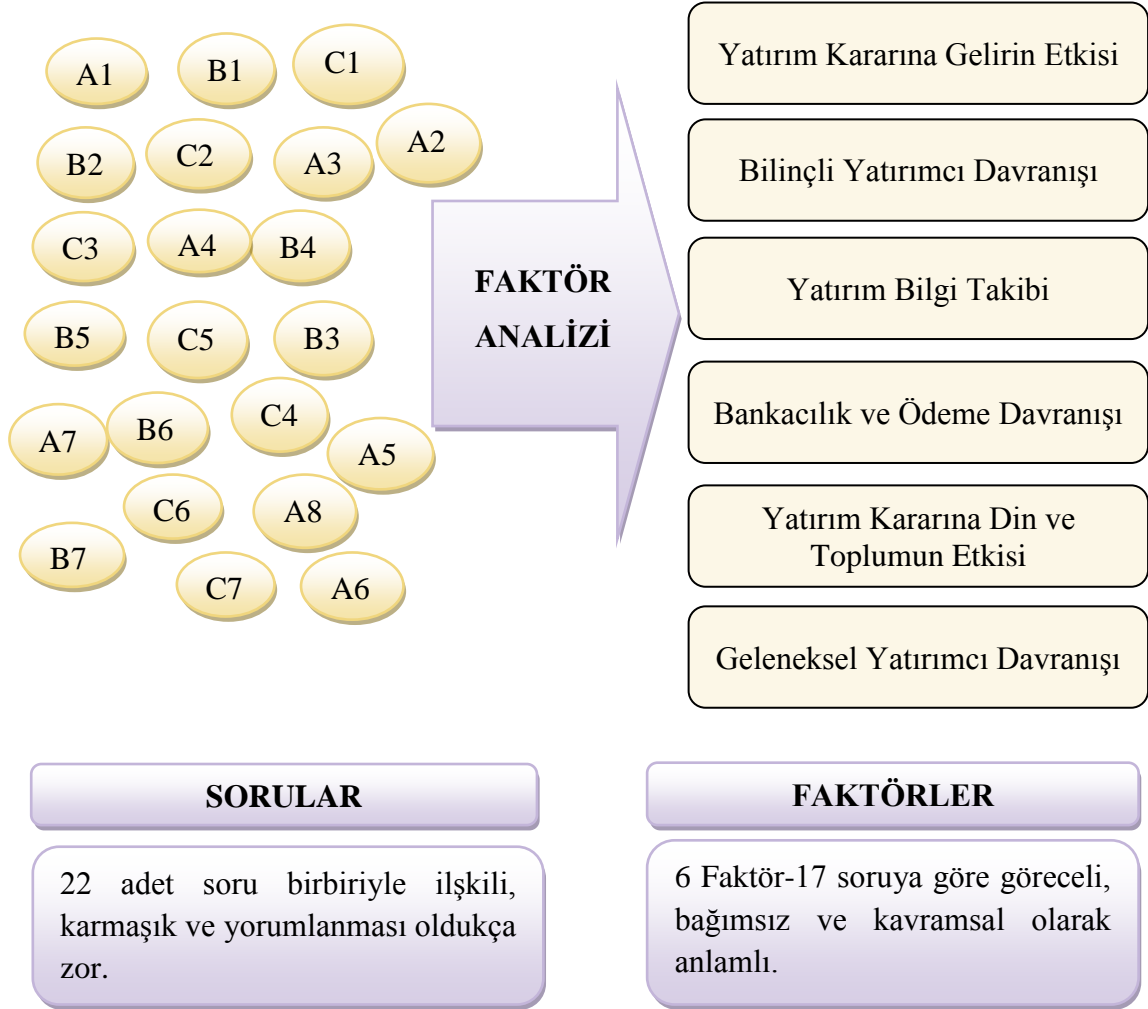 A1 B1 C1
B2 C2 A3 A2
C3 A4 B4
B5 C5 B3
A7 B6 C4 A5
C6 A8
B7 C7 A6
FAKTÖR
ANALİZİ
Yatırım Kararına Gelirin Etkisi
Bilinçli Yatırımcı Davranışı
Yatırım Bilgi Takibi
Bankacılık ve Ödeme Davranışı
Yatırım Kararına Din ve
Toplumun Etkisi
Geleneksel Yatırımcı Davranışı
SORULAR
22 adet soru birbiriyle ilşkili,
karmaşık ve yorumlanması oldukça
zor.
FAKTÖRLER
6 Faktör-17 soruya göre göreceli,
bağımsız ve kavramsal olarak
anlamlı.